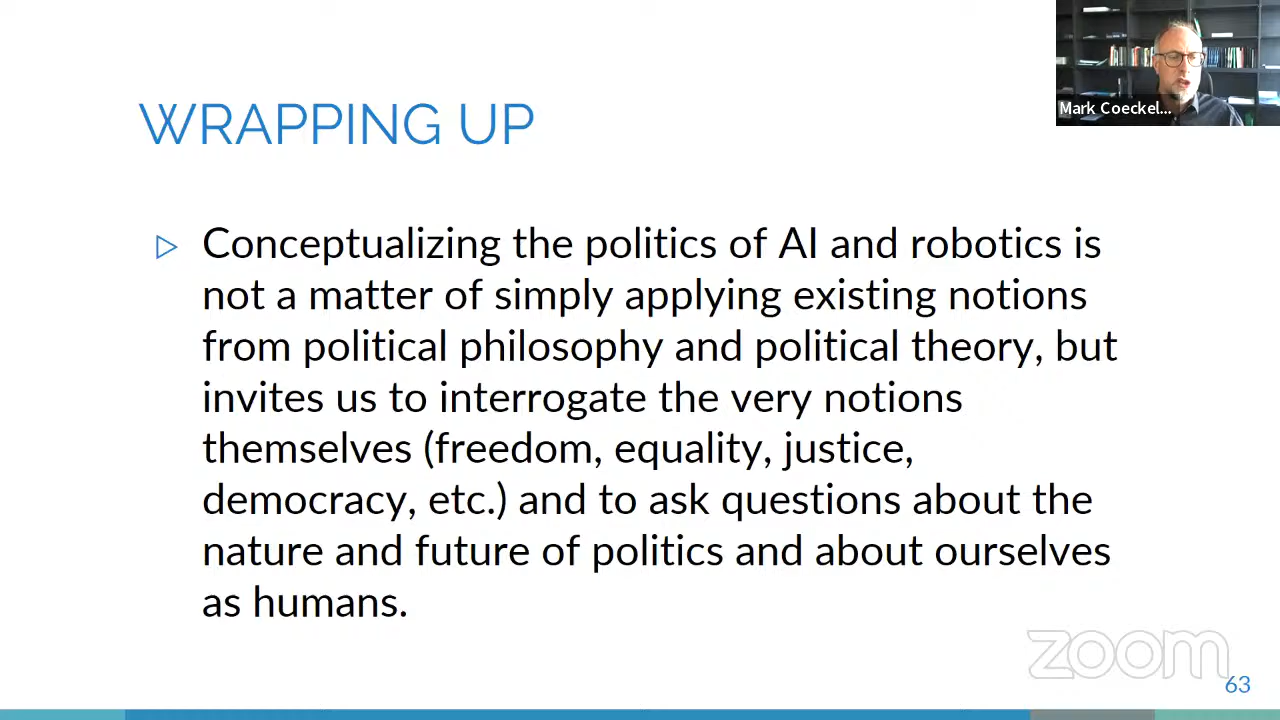 Mark Coeckel...
WRAPPING UP
▷ Conceptualizing the politics of AI and robotics is
not a matter of simply applying existing notions
from political philosophy and political theory, but
invites us to interrogate the very notions
themselves (freedom, equality, justice,
democracy, etc.) and to ask questions about the
nature and future of politics and about ourselves
as humans.
zoom
63